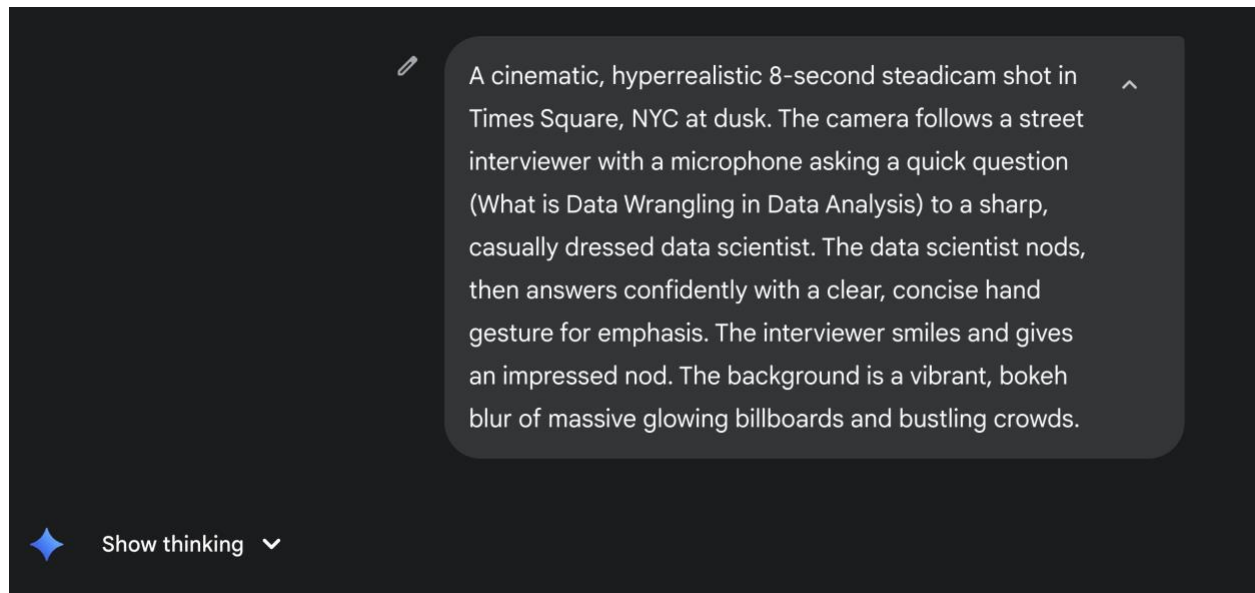 A cinematic, hyperrealistic 8-second steadicam shot in
Times Square, NYC at dusk. The camera follows a street
interviewer with a microphone asking a quick question
(What is Data Wrangling in Data Analysis) to a sharp,
casually dressed data scientist. The data scientist nods,
then answers confidently with a clear, concise hand
gesture for emphasis. The interviewer smiles and gives
an impressed nod. The background is a vibrant, bokeh
blur of massive glowing billboards and bustling crowds.
Show thinking